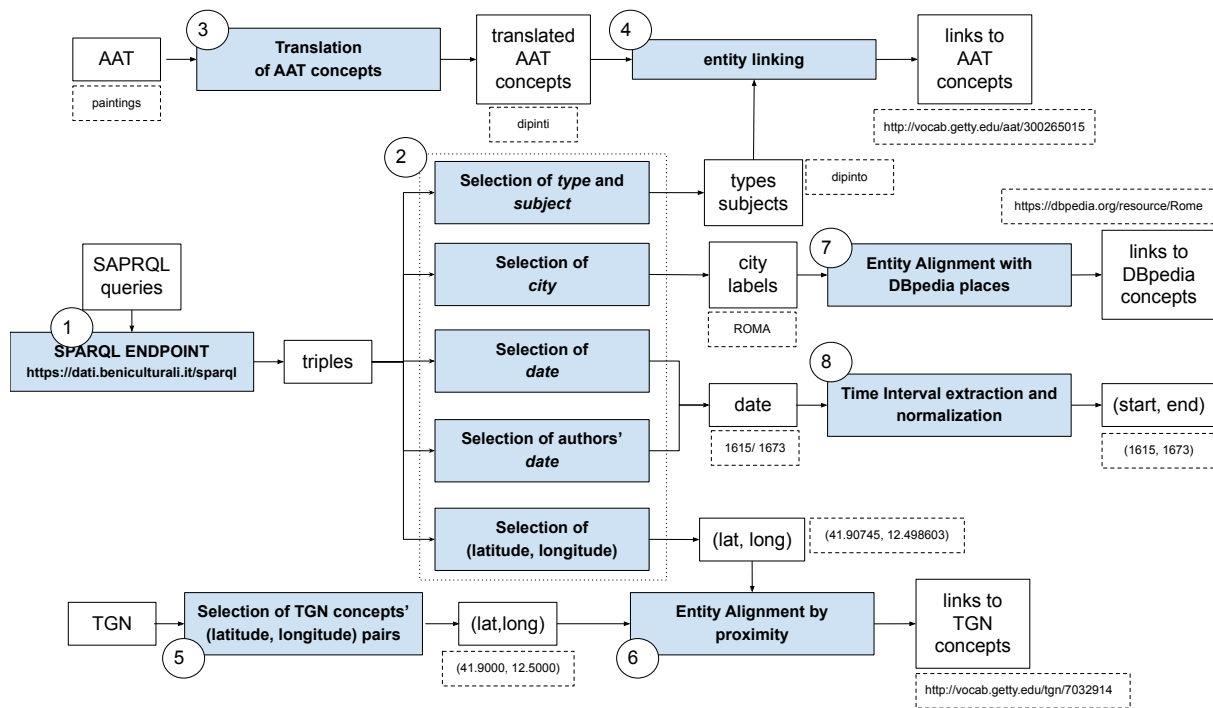 3
Translation
of AAT concepts
AAT
paintings
translated
AAT
concepts
dipinti
4
entity linking
links to
AAT
concepts
http://vocab.getty.edu/aat/300265015
2
Selection of type and
subject
types
subjects
dipinto
https://dbpedia.org/resource/Rome
SAPRQL
queries
Selection of
city
city
labels
ROMA
7
Entity Alignment with
DBpedia places
links to
DBpedia
concepts
1
SPARQL ENDPOINT
https://dati.beniculturali.it/sparql
triples
Selection of
date
8
Time Interval extraction and
normalization
date
1615/ 1673
(start, end)
(1615, 1673)
Selection of authors’
date
Selection of
(latitude, longitude)
(lat, long)
(41.90745, 12.498603)
TGN
Selection of TGN concepts’
(latitude, longitude) pairs
5
(lat,long)
(41.9000, 12.5000)
Entity Alignment by
proximity
6
links to
TGN
concepts
http://vocab.getty.edu/tgn/7032914